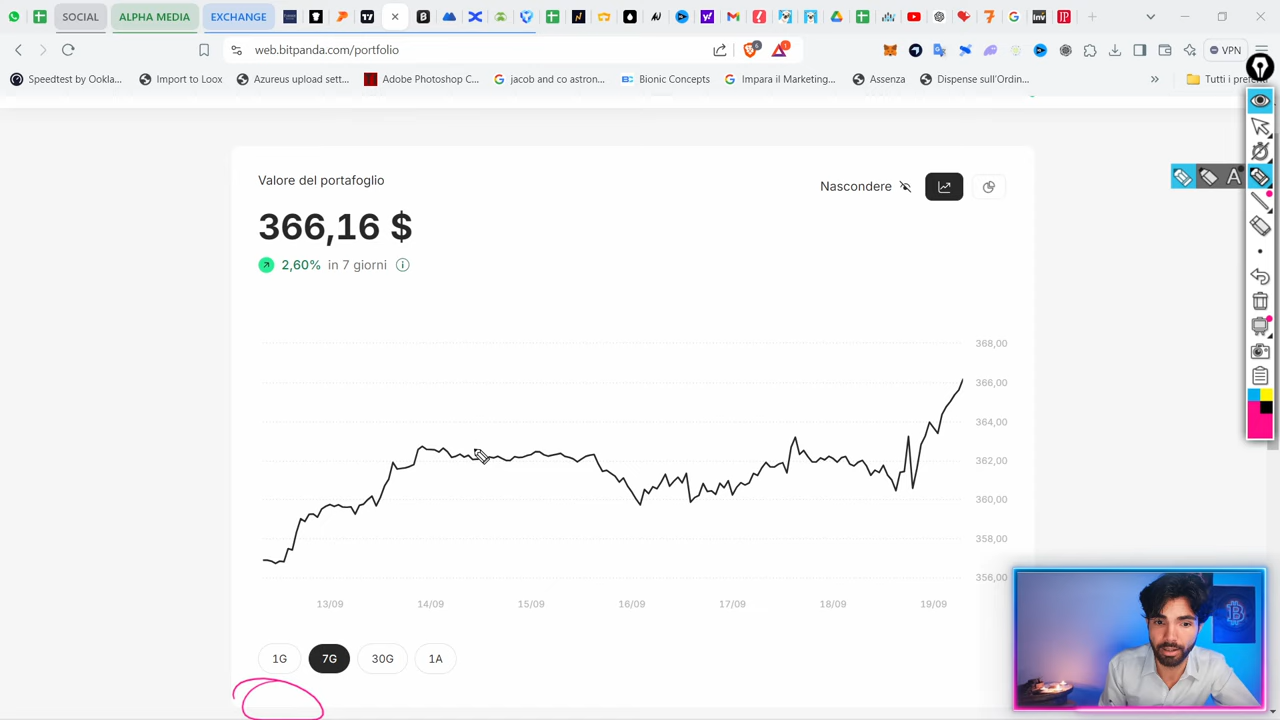 SOCIAL
ALPHA MEDIA
EXCHANGE
web.bitpanda.com/portfolio
VPN
Speedtest by Ookla...
Import to Loox
Azureus upload sett...
Adobe Photoshop C...
jacob and co astron...
Bionic Concepts
Impara il Marketing...
Assenza
Dispense sull'Ordin...
Tutti i prefer
Valore del portafoglio
Nascondere
366,16 $
2,60% in 7 giorni
368,00
366,00
364,00
362,00
360,00
358,00
356,00
13/09
14/09
15/09
16/09
17/09
18/09
19/09
1G
7G
30G
1A